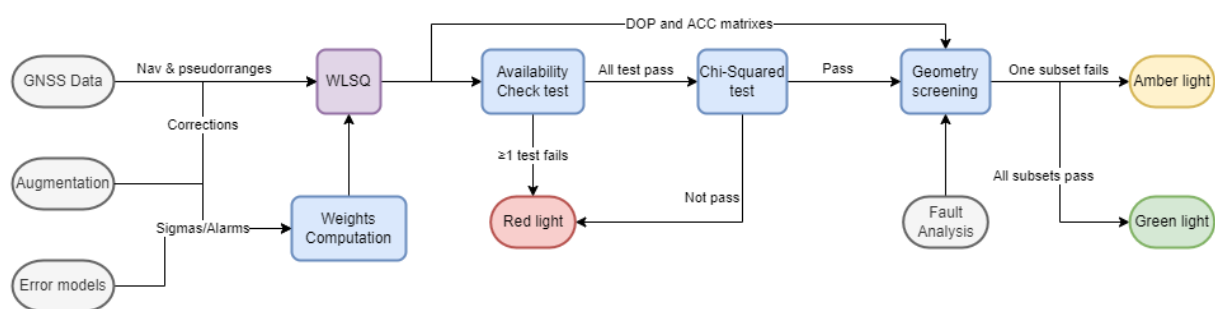 DOP and ACC matrixes
GNSS Data
Nav & pseudorranges
WLSQ
Availability
Check test
All test pass
Chi-Squared
test
Pass
Geometry
screening
One subset fails
Amber light
Corrections
≥1 test fails
Augmentation
All subsets pass
Not pass
Sigmas/Alarms
Weights
Computation
Red light
Fault
Analysis
Green light
Error models